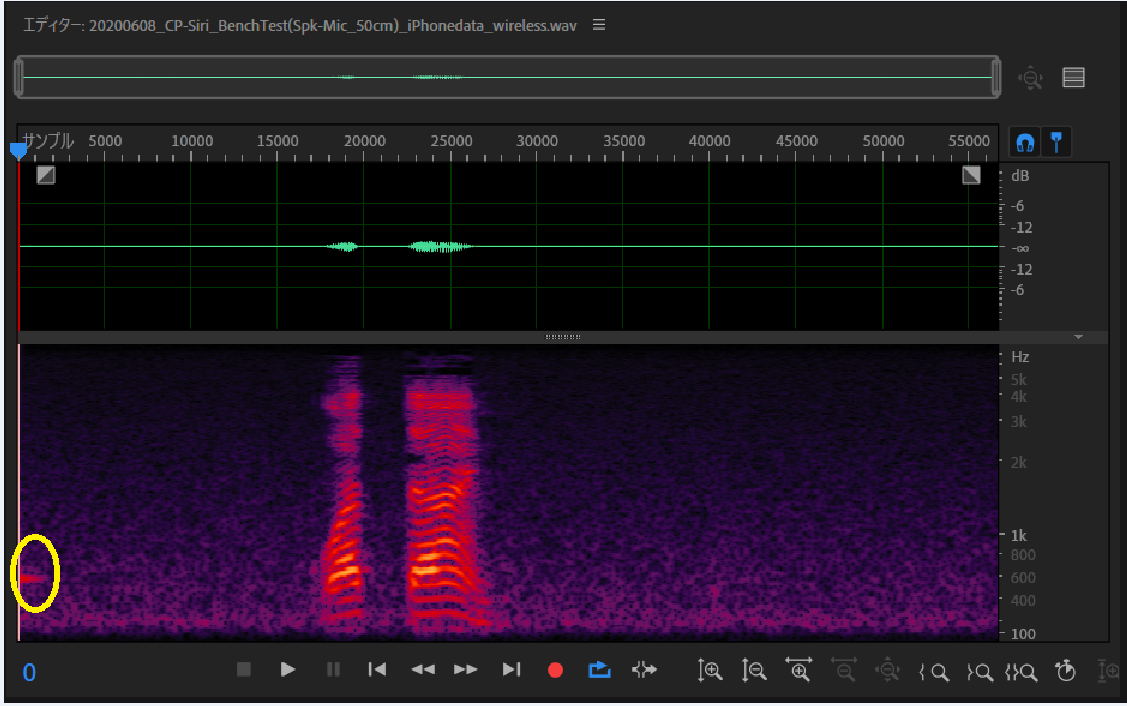 エディター: 20200608_CP-Siri_BenchTest(Spk-Mic_50cm)_iPhonedata_wireless.wav
サンプル 5000 10000 15000 20000 25000 30000 35000 40000 45000 50000 55000
dB
-6
-12
-∞
-12
-6
Hz
5k
4k
3k
2k
1k
800
600
400
100
0